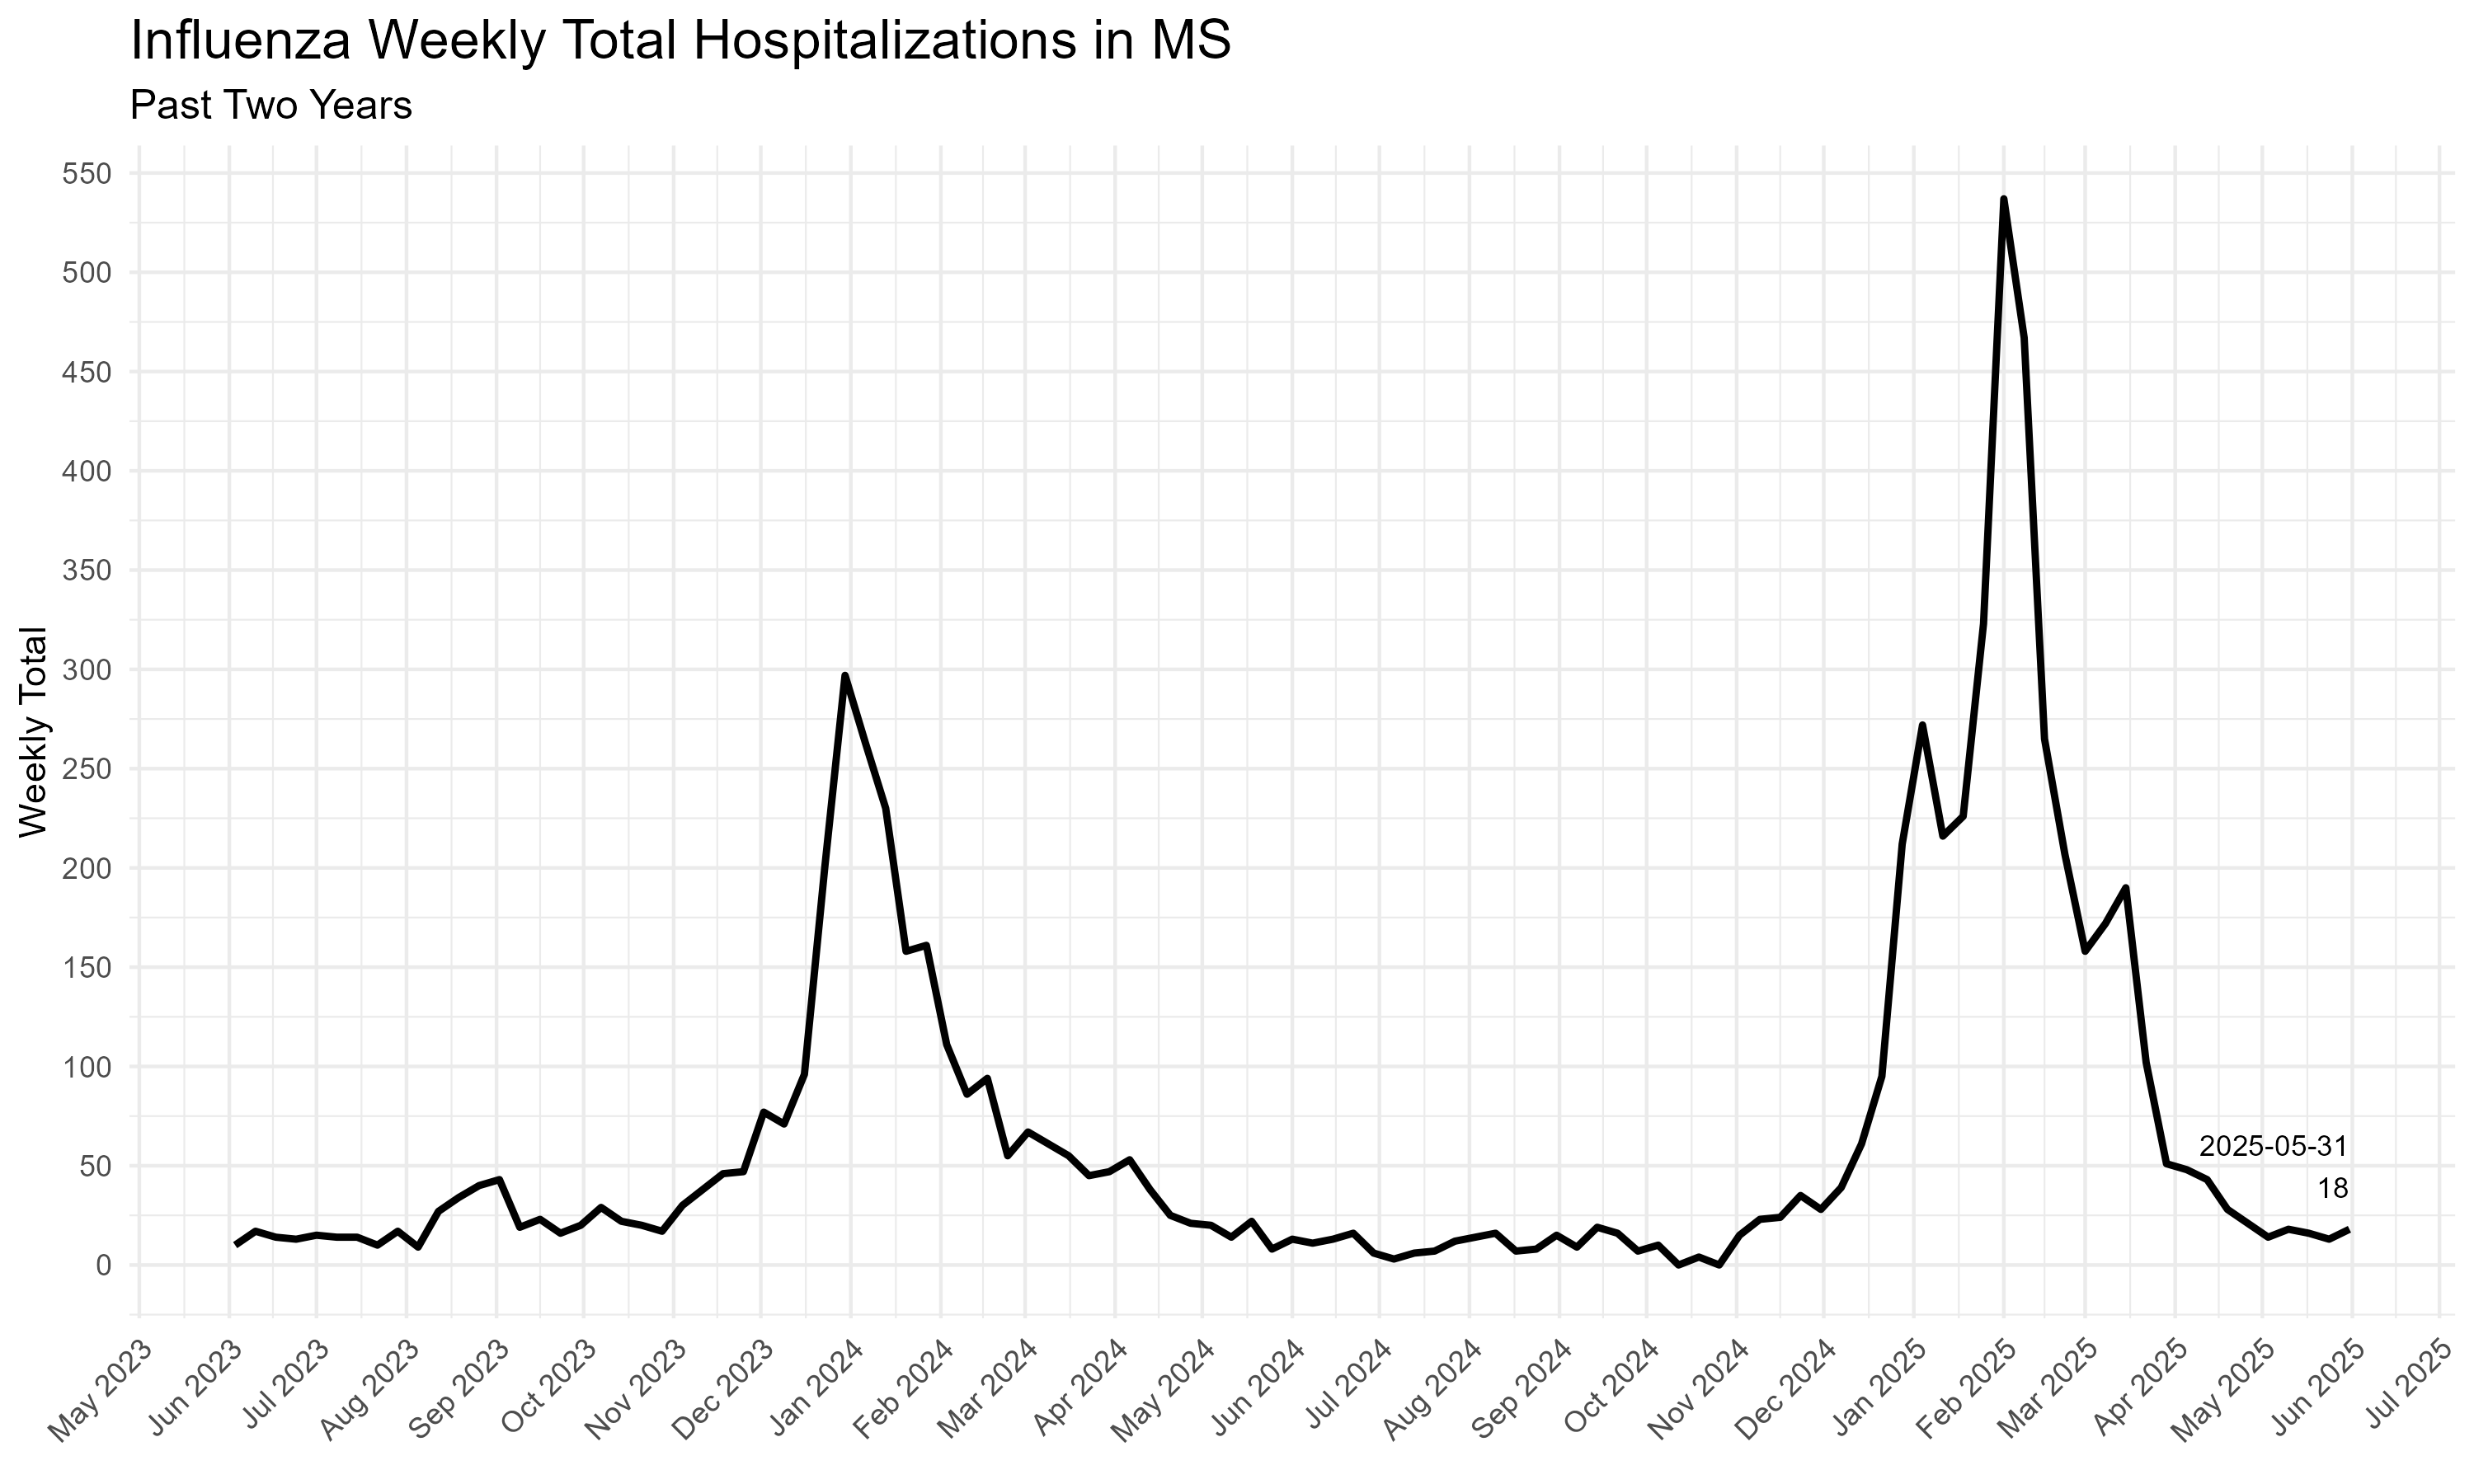 Influenza Weekly Total Hospitalizations in MS
Past Two Years
Weekly Total
550
500
450
400
350
300
250
200
150
100
50
0
2025-05-31
18
May 2023
Jun 2023
Jul 2023
Aug 2023
Sep 2023
Oct 2023
Nov 2023
Dec 2023
Jan 2024
Feb 2024
Mar 2024
Apr 2024
May 2024
Jun 2024
Jul 2024
Aug 2024
Sep 2024
Oct 2024
Nov 2024
Dec 2024
Jan 2025
Feb 2025
Mar 2025
Apr 2025
May 2025
Jun 2025
Jul 2025